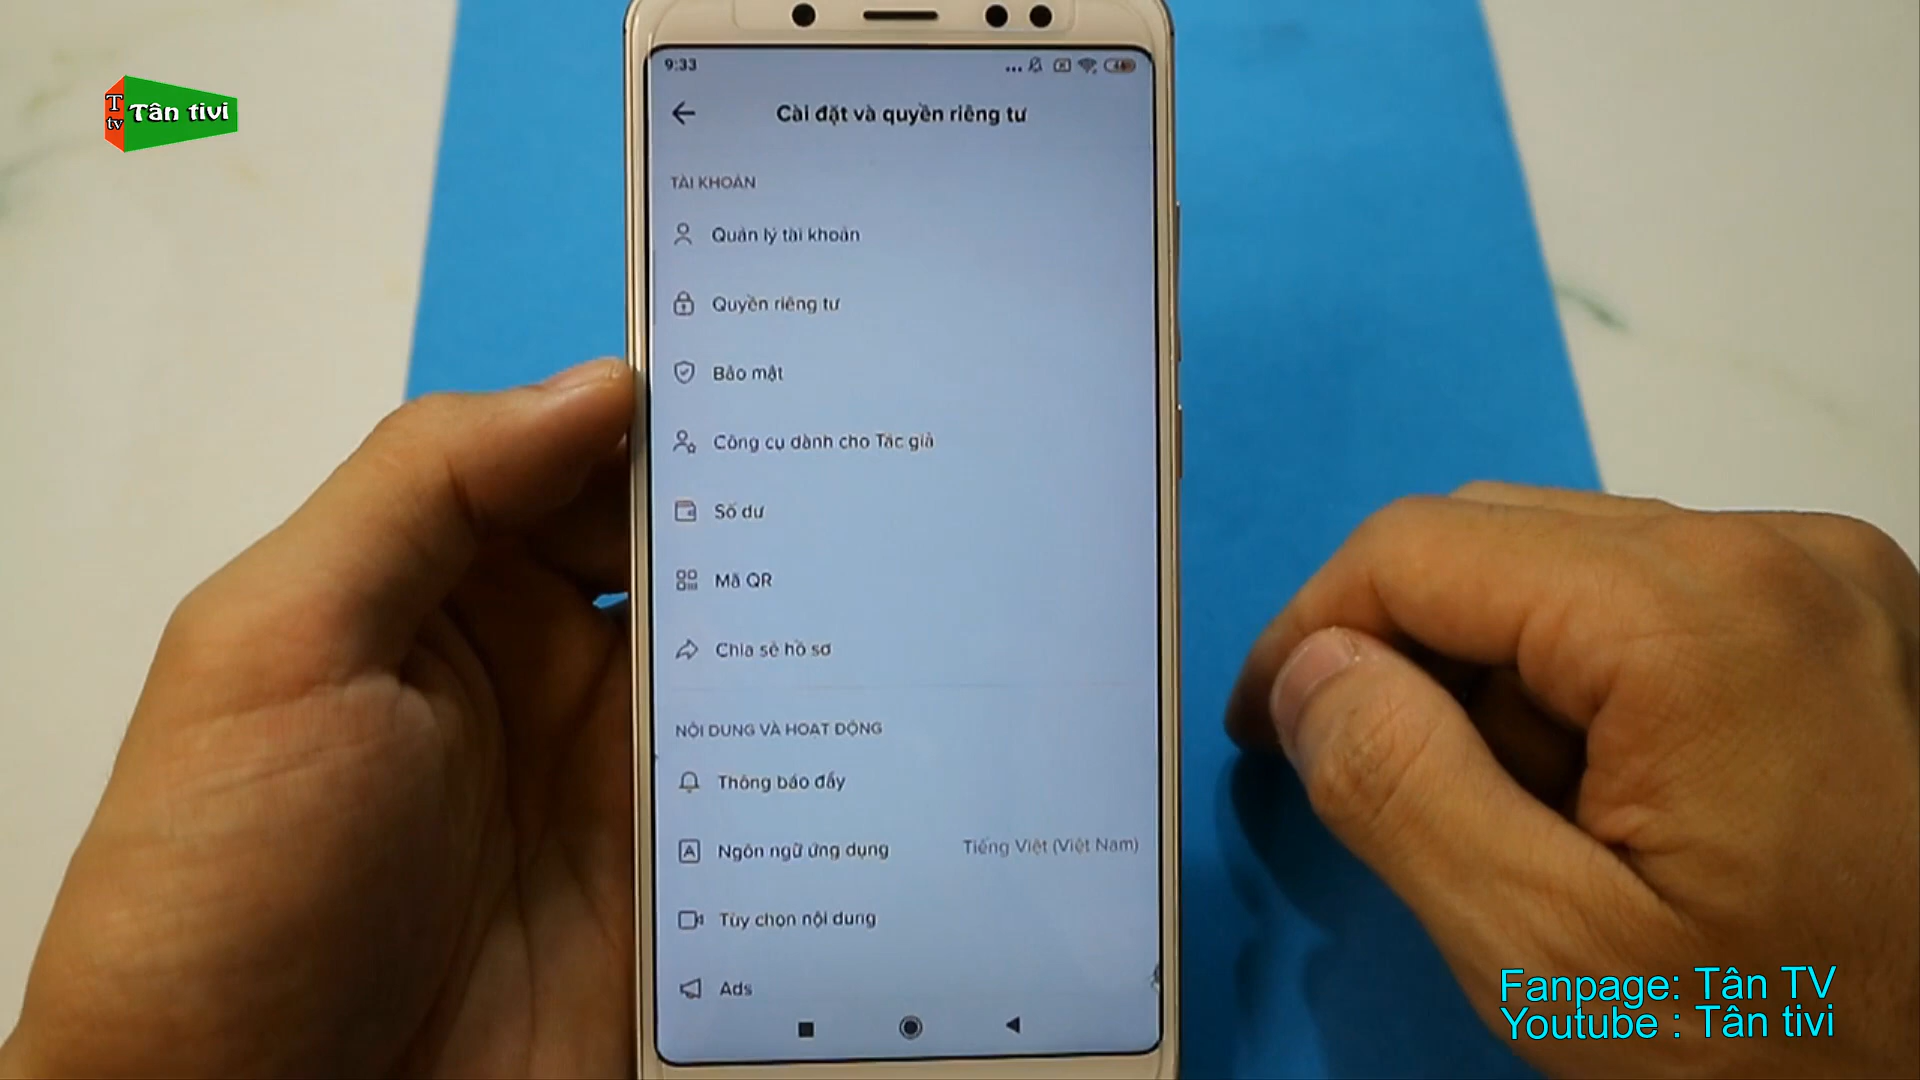 T
tv
Tân tivi
9:33
Cài đặt và quyền riêng tư
TÀI KHOẢN
Quản lý tài khoản
Quyền riêng tư
Bảo mật
Công cụ dành cho Tác giả
Số dư
Mã QR
Chia sẻ hồ sơ
NỘI DUNG VÀ HOẠT ĐỘNG
Thông báo đẩy
Ngôn ngữ ứng dụng Tiếng Việt (Việt Nam)
Tùy chọn nội dung
Ads
Fanpage: Tân TV
Youtube : Tân tivi